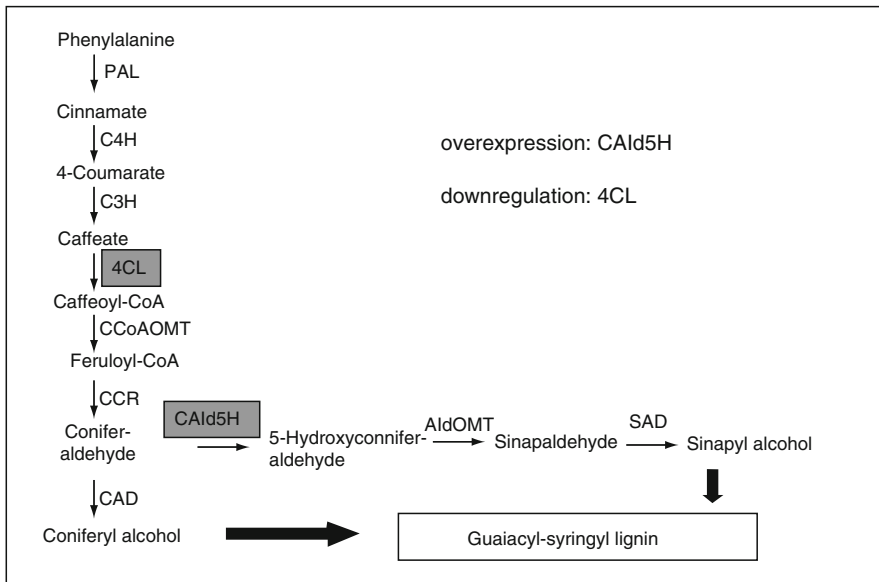 Phenylalanine
PAL
Cinnamate
C4H
4-Coumarate
C3H
Caffeate
4CL
Caffeoyl-CoA
CCoAOMT
Feruloyl-CoA
CCR
Conifer-
aldehyde
CAD
Coniferyl alcohol
CAld5H
5-Hydroxyconnifer-
aldehyde
AldOMT
Sinapaldehyde
SAD
Sinapyl alcohol
Guaiacyl-syringyl lignin
overexpression: CAld5H
downregulation: 4CL